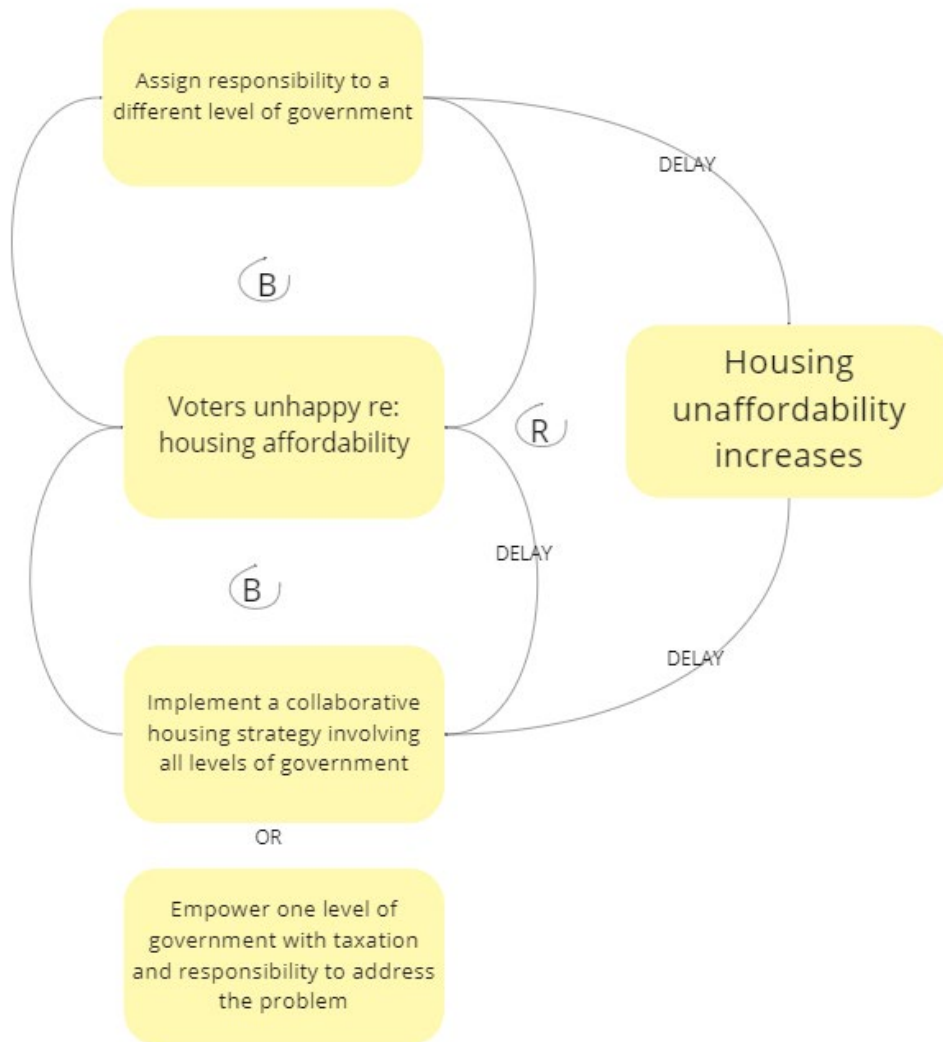 Assign responsibility to a
different level of government
DELAY
B
Housing
unaffordability
increases
Voters unhappy re:
housing affordability
R
DELAY
B
DELAY
Implement a collaborative
housing strategy involving
all levels of government
OR
Empower one level of
government with taxation
and responsibility to address
the problem